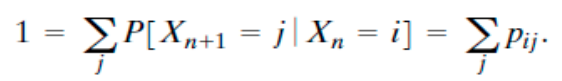 1 = ∑_j P[X_{n+1} = j | X_n = i] = ∑_j p_{ij}.